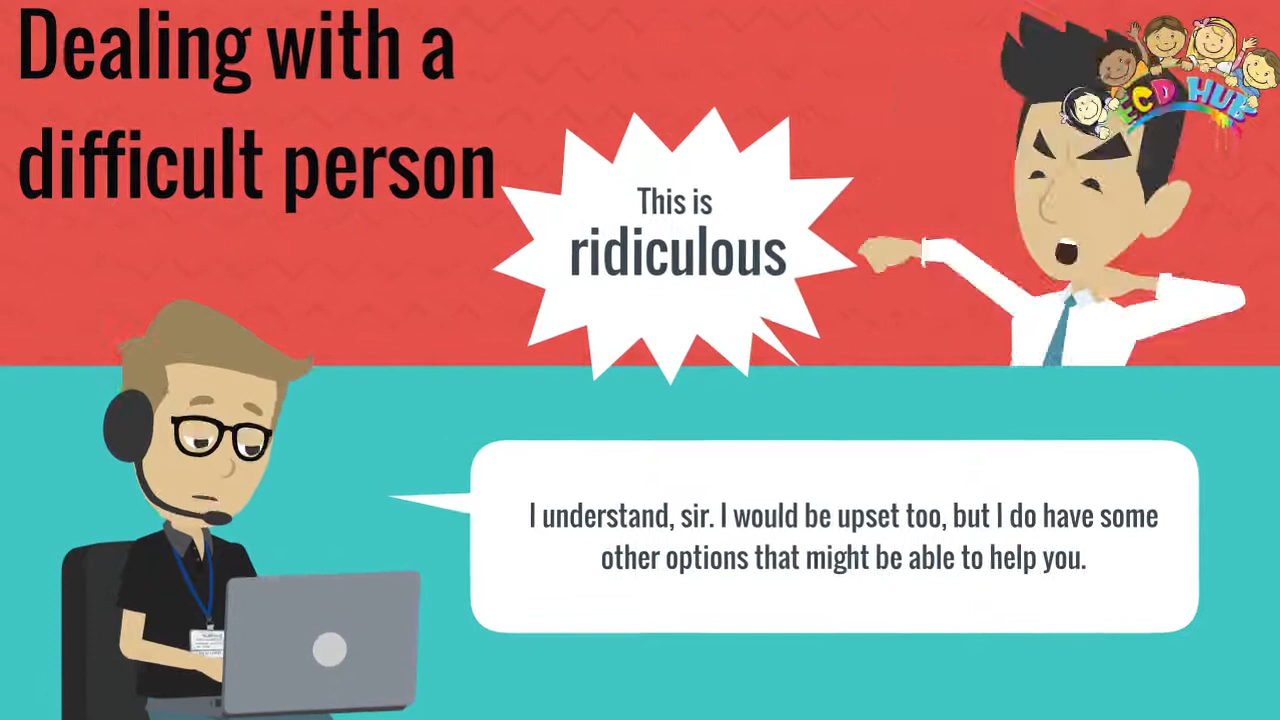 Dealing with a
difficult person
ECD HUB
This is
ridiculous
I understand, sir. I would be upset too, but I do have some
other options that might be able to help you.